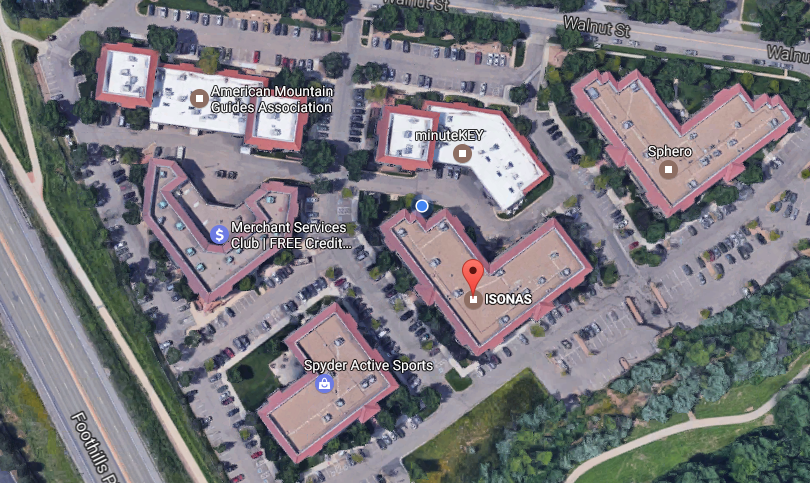 Walnut St
Walnut St
Walnut
American Mountain
Guides Association
minuteKEY
Sphero
Merchant Services
Club | FREE Credit...
ISONAS
Spyder Active Sports
Foothills P